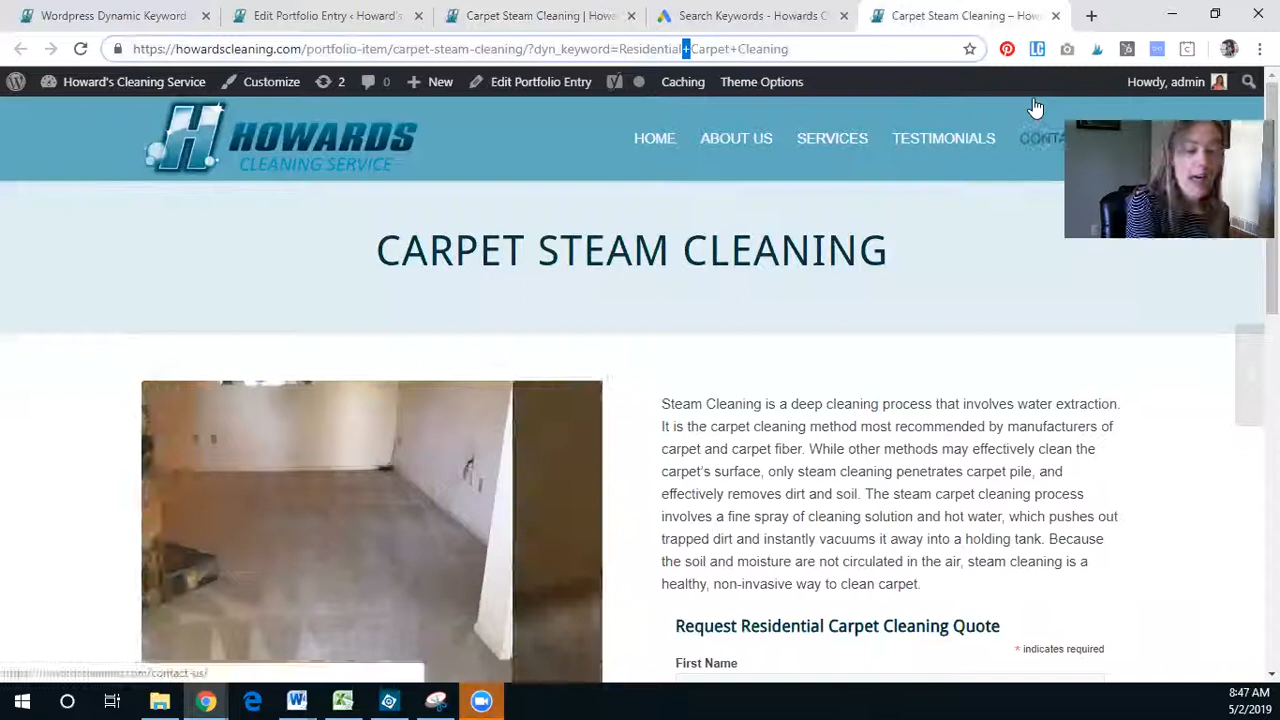 Wordpress Dynamic Keyword
Edit Portfolio Entry ‹ Howard's
Carpet Steam Cleaning | How
Search Keywords - Howards C
Carpet Steam Cleaning – How
https://howardscleaning.com/portfolio-item/carpet-steam-cleaning/?dyn_keyword=Residential+Carpet+Cleaning
Howard's Cleaning Service
Customize
2
0
New
Edit Portfolio Entry
Caching
Theme Options
Howdy, admin
HOWARDS
CLEANING SERVICE
HOME
ABOUT US
SERVICES
TESTIMONIALS
CONTA
CARPET STEAM CLEANING
Steam Cleaning is a deep cleaning process that involves water extraction.
It is the carpet cleaning method most recommended by manufacturers of
carpet and carpet fiber. While other methods may effectively clean the
carpet's surface, only steam cleaning penetrates carpet pile, and
effectively removes dirt and soil. The steam carpet cleaning process
involves a fine spray of cleaning solution and hot water, which pushes out
trapped dirt and instantly vacuums it away into a holding tank. Because
the soil and moisture are not circulated in the air, steam cleaning is a
healthy, non-invasive way to clean carpet.
Request Residential Carpet Cleaning Quote
* indicates required
First Name
8:47 AM
5/2/2019